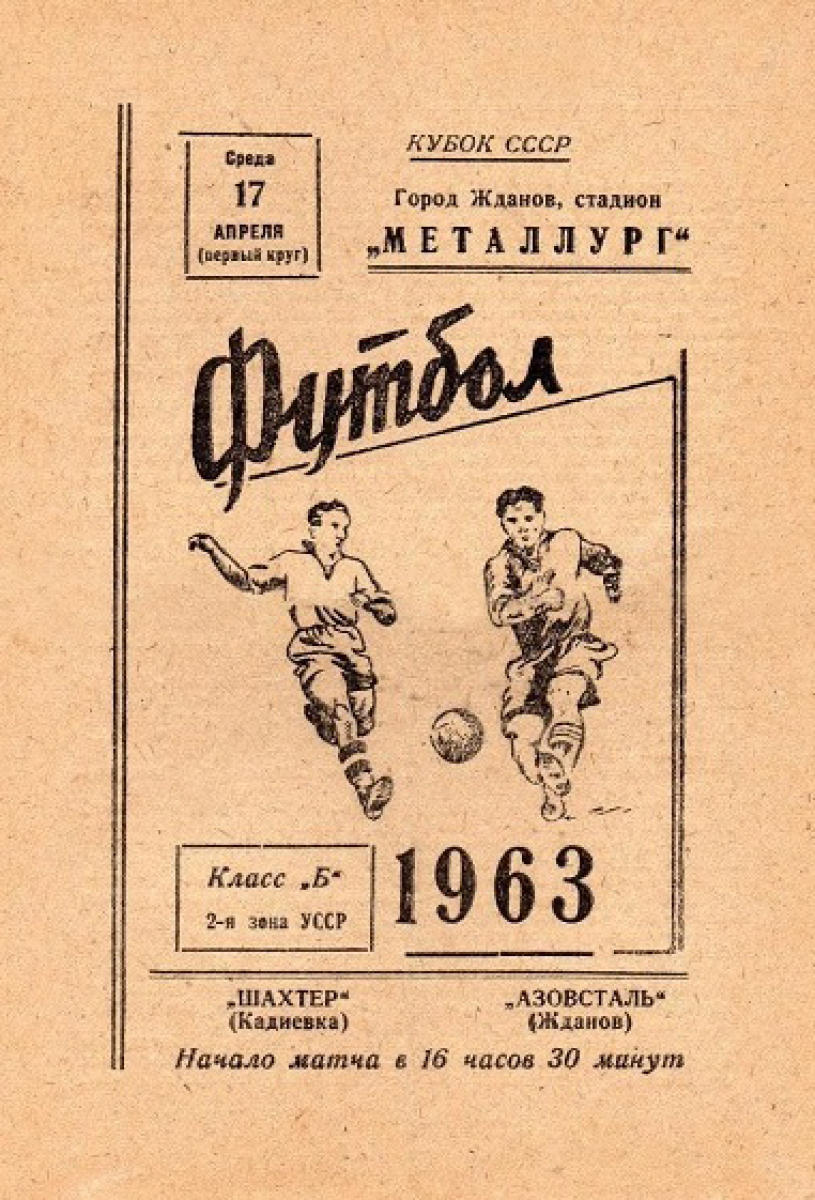 Среда
17
АПРЕЛЯ
(первый круг)
КУБОК СССР
Город Жданов, стадион
„МЕТАЛЛУРГ“
Футбол
Класс „Б“
2-я зона УССР
1963
„ШАХТЕР“
(Кадиевка)
„АЗОВСТАЛЬ“
(Жданов)
Начало матча в 16 часов 30 минут